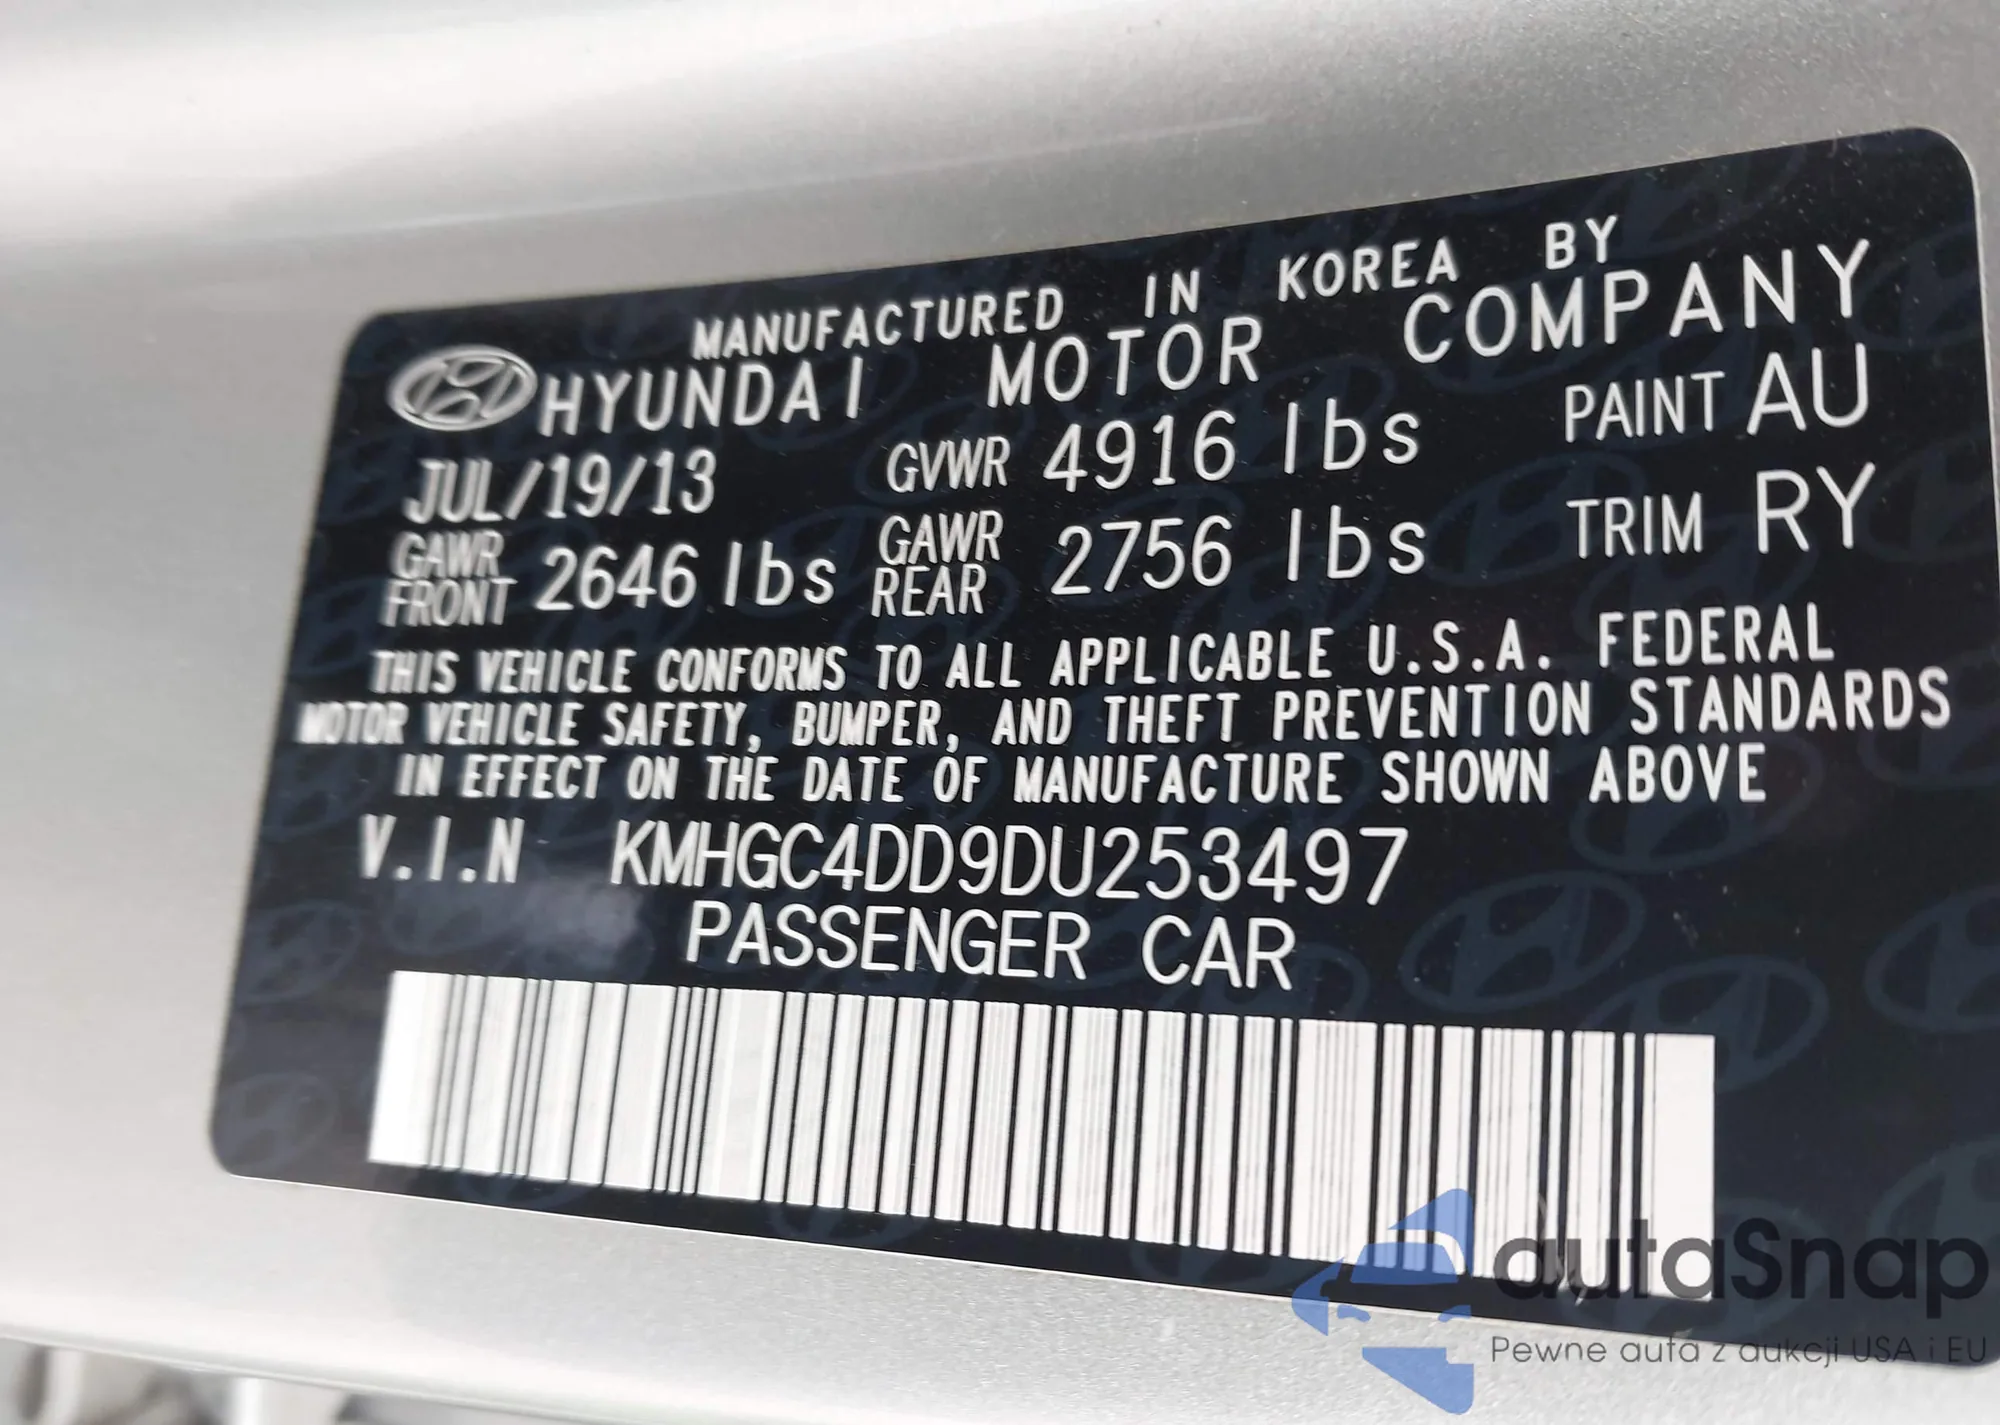 MANUFACTURED IN KOREA BY
HYUNDAI MOTOR COMPANY
JUL/19/13 GVWR 4916 lbs PAINT AU
GAWR FRONT 2646 lbs GAWR REAR 2756 lbs TRIM RY
THIS VEHICLE CONFORMS TO ALL APPLICABLE U.S.A. FEDERAL
MOTOR VEHICLE SAFETY, BUMPER, AND THEFT PREVENTION STANDARDS
IN EFFECT ON THE DATE OF MANUFACTURE SHOWN ABOVE
V.I.N KMHGC4DD9DU253497
PASSENGER CAR
autaSnap
Pewne auta z aukcji USA i EU